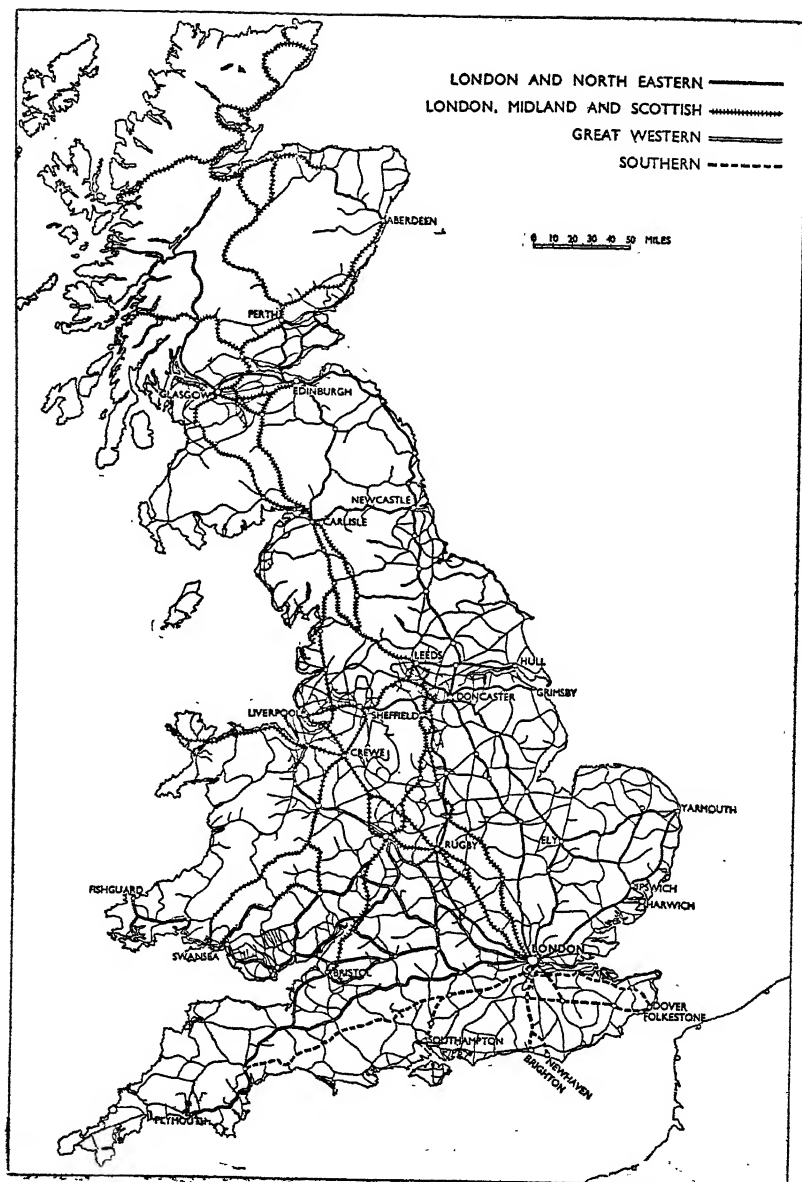 LONDON AND NORTH EASTERN
LONDON, MIDLAND AND SCOTTISH
GREAT WESTERN
SOUTHERN
ABERDEEN
0 10 20 30 40 50 MILES
PERTH
GLASGOW
EDINBURGH
NEWCASTLE
CARLISLE
LEEDS
HULL
DONCASTER
GRIMSBY
LIVERPOOL
SHEFFIELD
CREWE
YARMOUTH
RUGBY
ELY
FISHGUARD
IPSWICH
HARWICH
SWANSEA
LONDON
BRISTOL
DOVER
FOLKESTONE
SOUTHAMPTON
NEWHAVEN
BRIGHTON
PLYMOUTH